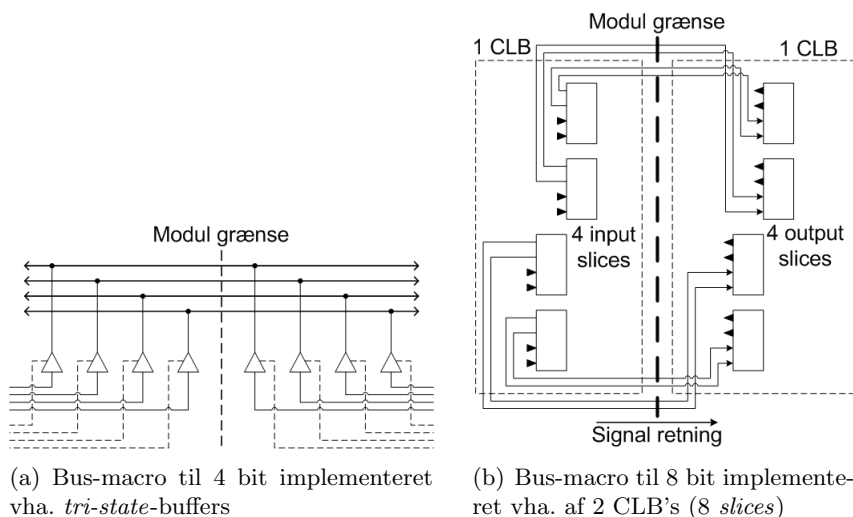 Modul grænse
1 CLB
1 CLB
4 input
slices
4 output
slices
Modul grænse
Signal retning
(a) Bus-macro til 4 bit implementeret
vha. tri-state-buffers
(b) Bus-macro til 8 bit implemente-
ret vha. af 2 CLB's (8 slices)